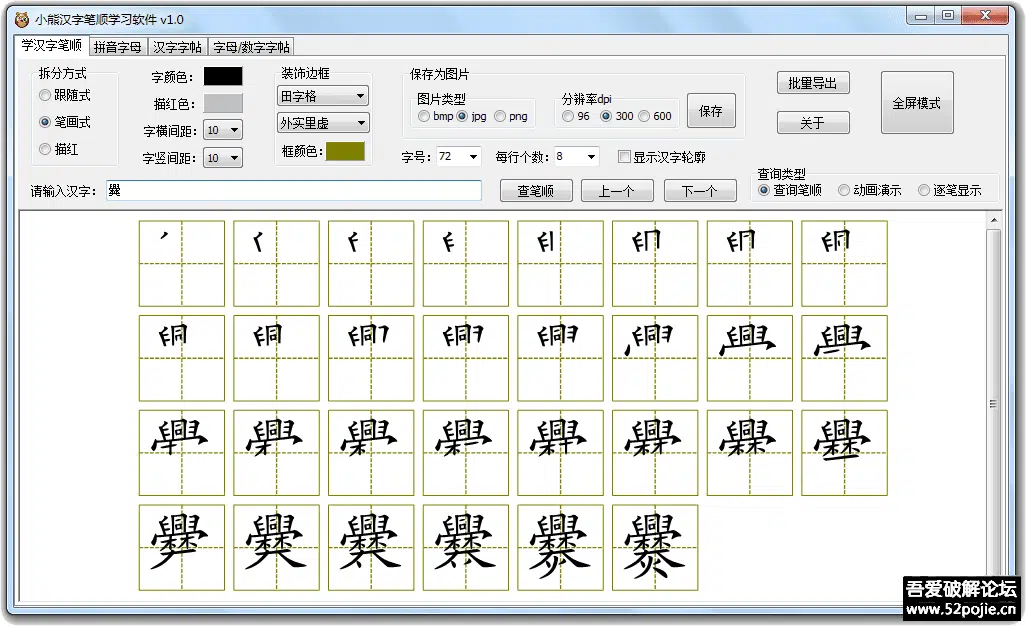 小熊汉字笔顺学习软件 v1.0
学汉字笔顺 拼音字母 汉字字帖 字母/数字字帖
拆分方式
跟随式
笔画式
描红
字颜色：
描红色：
字横间距： 10
字竖间距： 10
装饰边框
田字格
外实里虚
框颜色：
保存为图片
图片类型
bmp jpg png
分辨率dpi
96 300 600
保存
字号： 72 每行个数： 8 显示汉字轮廓
批量导出
关于
全屏模式
请输入汉字： 爨 查笔顺 上一个 下一个
查询类型
查询笔顺 动画演示 逐笔显示
爨
吾爱破解论坛
www.52pojie.cn